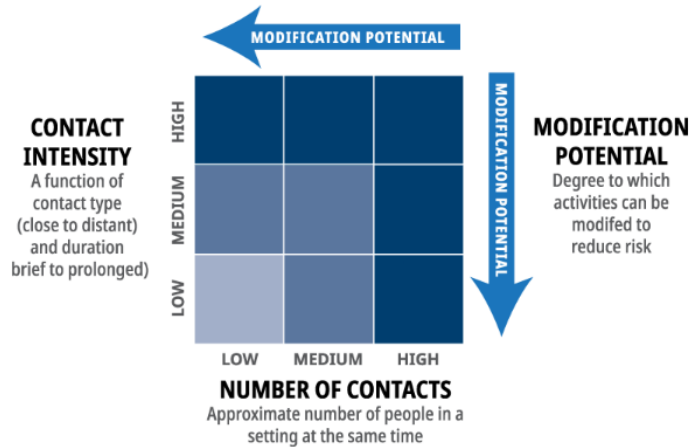 MODIFICATION POTENTIAL
CONTACT
INTENSITY
A function of
contact type
(close to distant)
and duration
brief to prolonged)
HIGH
MEDIUM
LOW
MODIFICATION POTENTIAL
MODIFICATION
POTENTIAL
Degree to which
activities can be
modifed to
reduce risk
LOW
MEDIUM
HIGH
NUMBER OF CONTACTS
Approximate number of people in a
setting at the same time